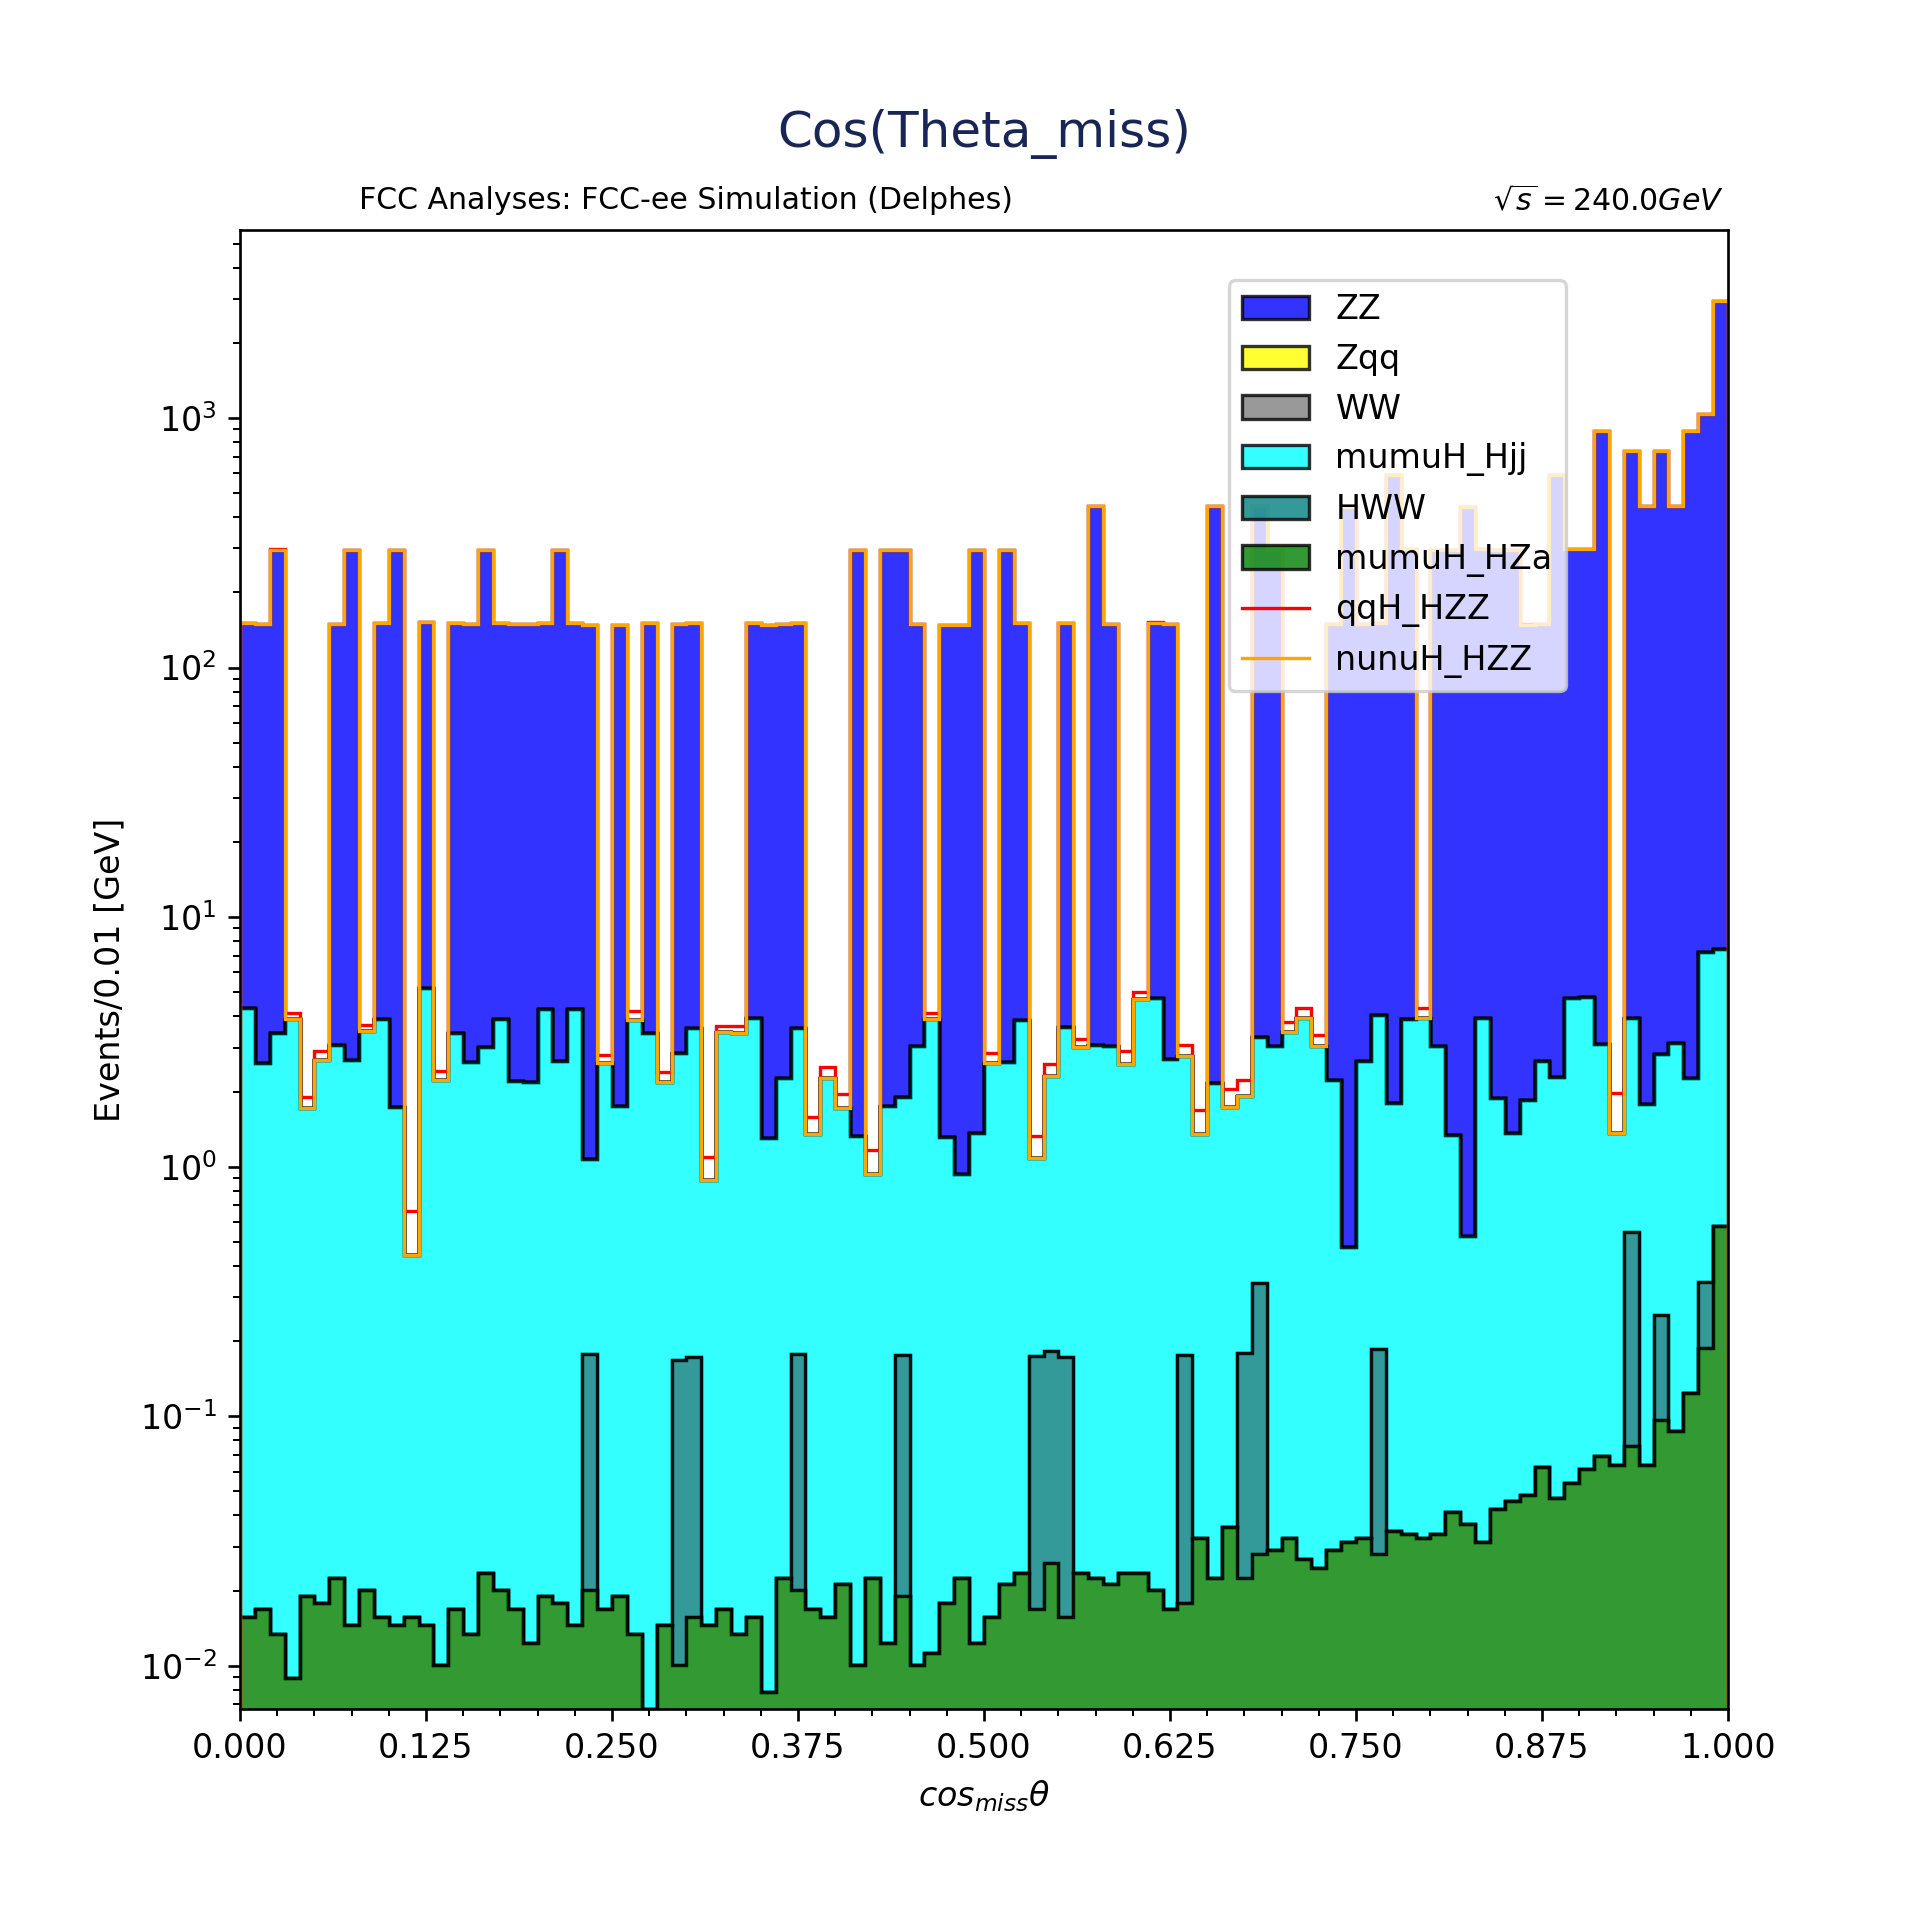 Cos(Theta_miss)
FCC Analyses: FCC-ee Simulation (Delphes)
√s = 240.0GeV
ZZ
Zqq
WW
mumuH_Hjj
HWW
mumuH_HZa
qqH_HZZ
nunuH_HZZ
Events/0.01 [GeV]
10³
10²
10¹
10⁰
10⁻¹
10⁻²
0.000 0.125 0.250 0.375 0.500 0.625 0.750 0.875 1.000
cos_miss θ